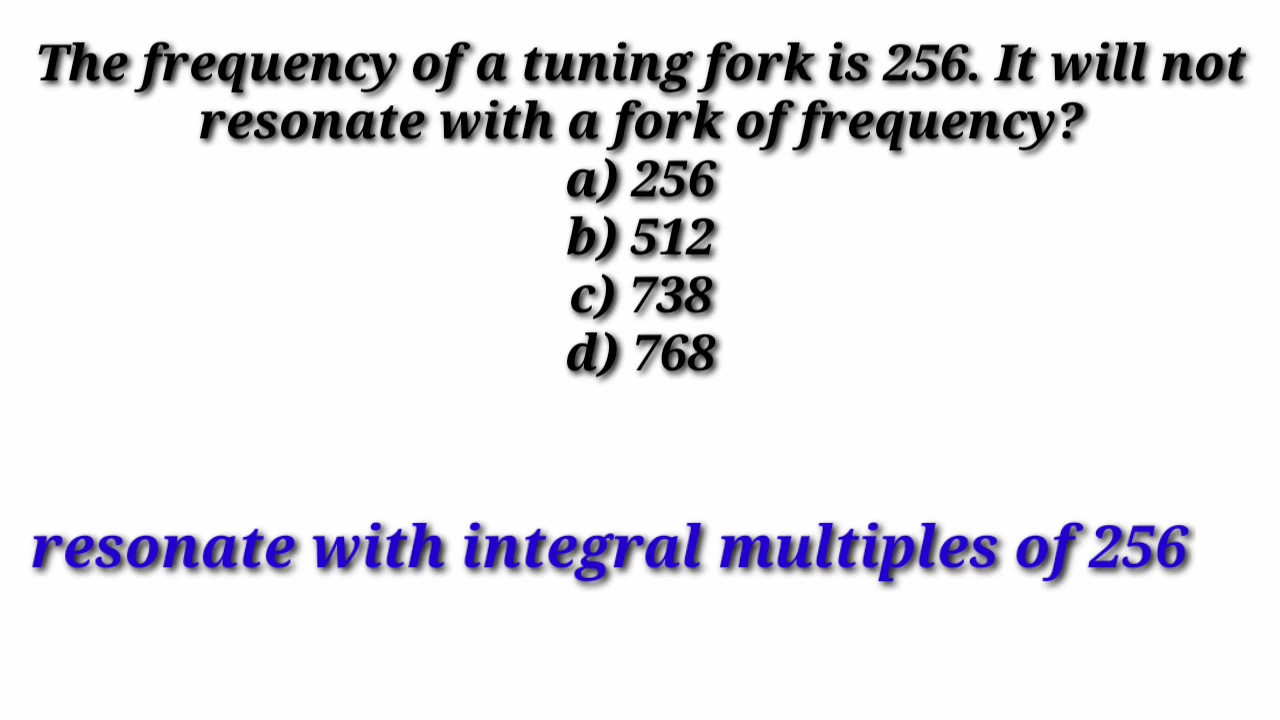 The frequency of a tuning fork is 256. It will not
resonate with a fork of frequency?
a) 256
b) 512
c) 738
d) 768
resonate with integral multiples of 256